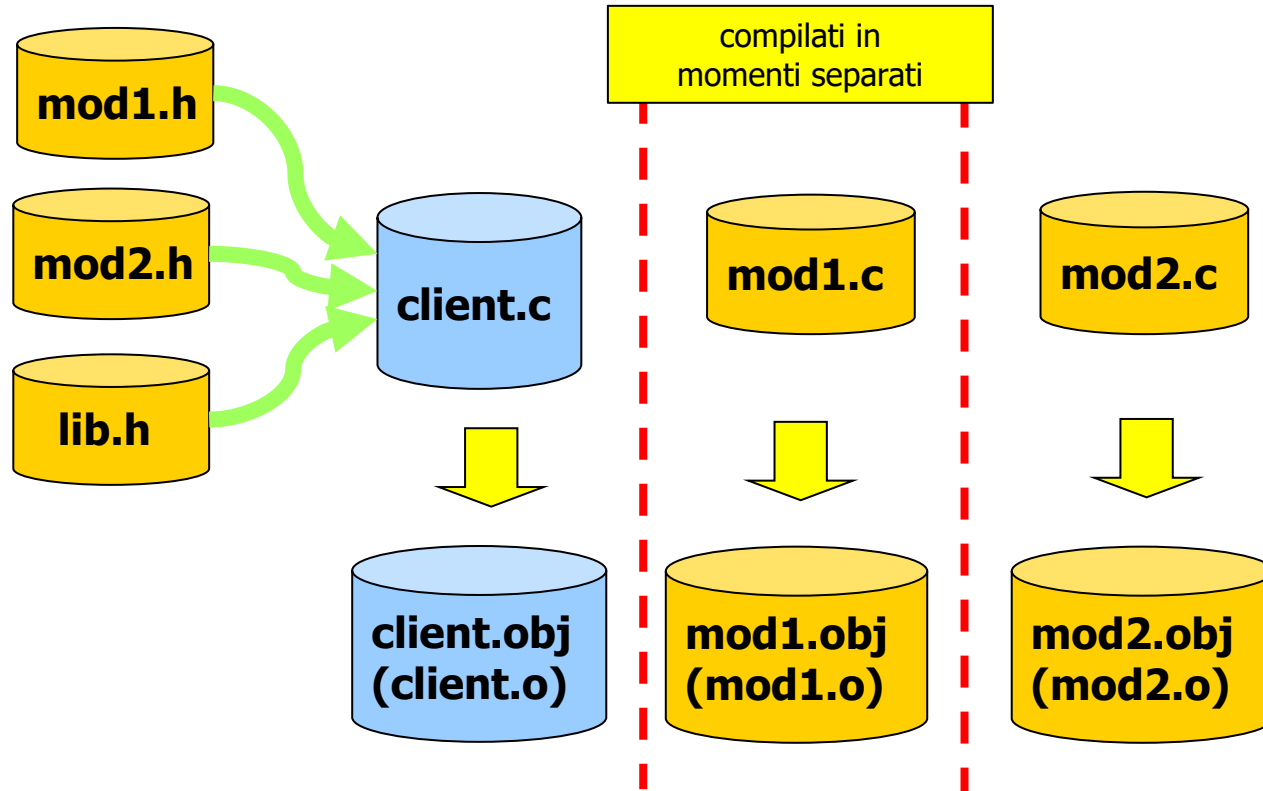 compilati in
momenti separati
mod1.h
mod2.h
lib.h
client.c
mod1.c
mod2.c
client.obj
(client.o)
mod1.obj
(mod1.o)
mod2.obj
(mod2.o)